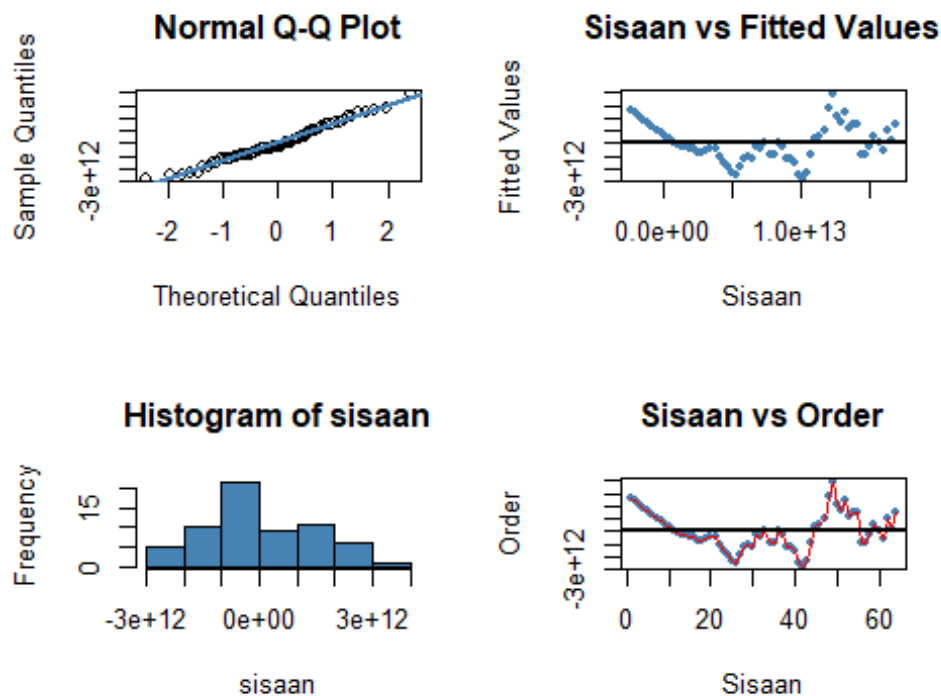 Normal Q-Q Plot
Sample Quantiles
-3e+12
-2 -1 0 1 2
Theoretical Quantiles
Sisaan vs Fitted Values
Fitted Values
-3e+12
0.0e+00 1.0e+13
Sisaan
Histogram of sisaan
Frequency
0 15
-3e+12 0e+00 3e+12
sisaan
Sisaan vs Order
Order
-3e+12
0 20 40 60
Sisaan